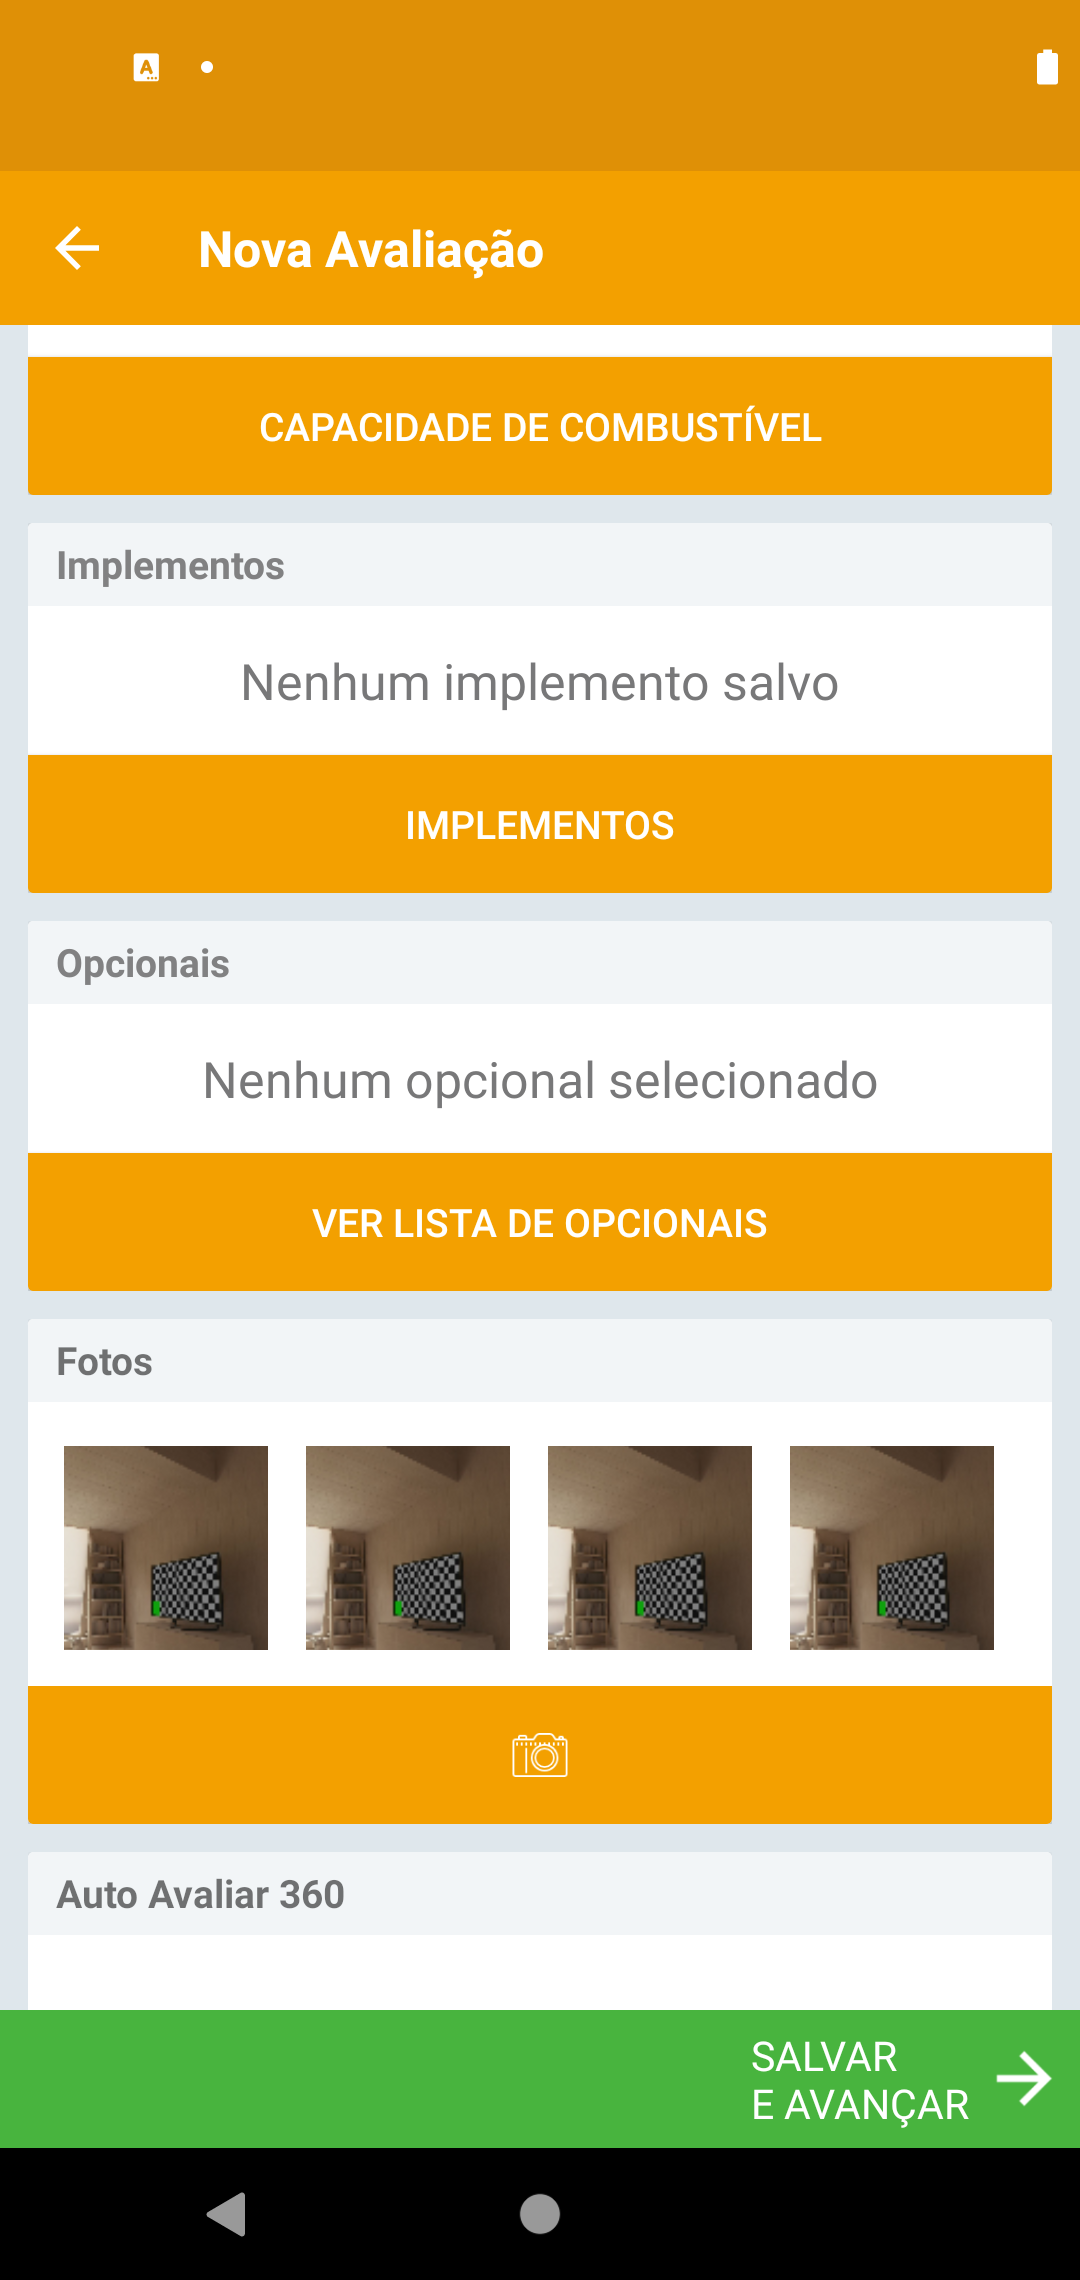 Nova Avaliação
CAPACIDADE DE COMBUSTÍVEL
Implementos
Nenhum implemento salvo
IMPLEMENTOS
Opcionais
Nenhum opcional selecionado
VER LISTA DE OPCIONAIS
Fotos
Auto Avaliar 360
SALVAR
E AVANÇAR